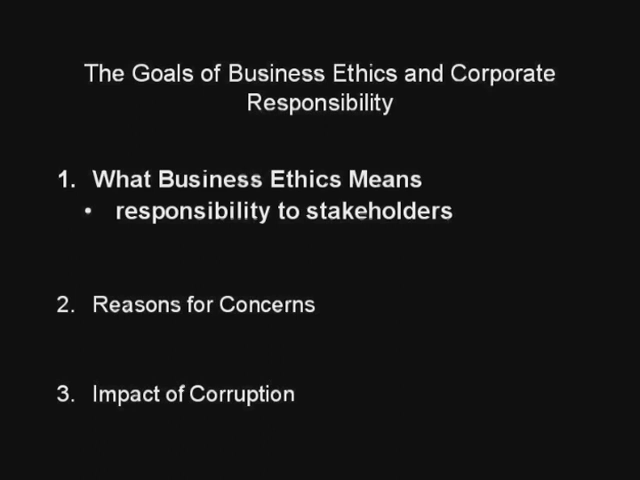 The Goals of Business Ethics and Corporate
Responsibility
1. What Business Ethics Means
• responsibility to stakeholders
2. Reasons for Concerns
3. Impact of Corruption